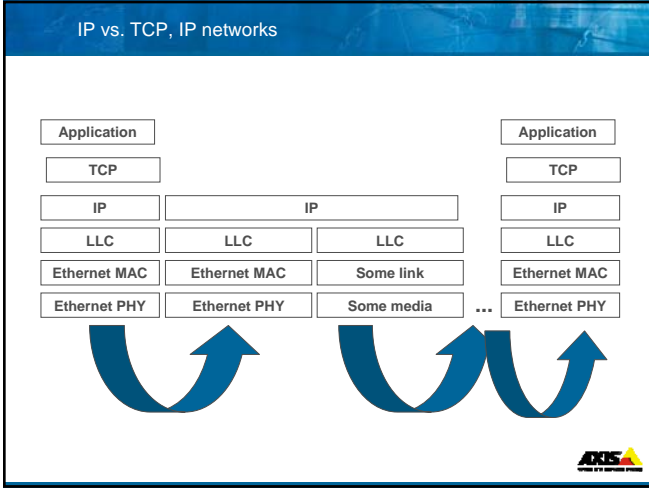 IP vs. TCP, IP networks
Application
Application
TCP
TCP
IP
IP
IP
LLC
LLC
LLC
LLC
Ethernet MAC
Ethernet MAC
Some link
Ethernet MAC
Ethernet PHY
Ethernet PHY
Some media
...
Ethernet PHY
AXIS